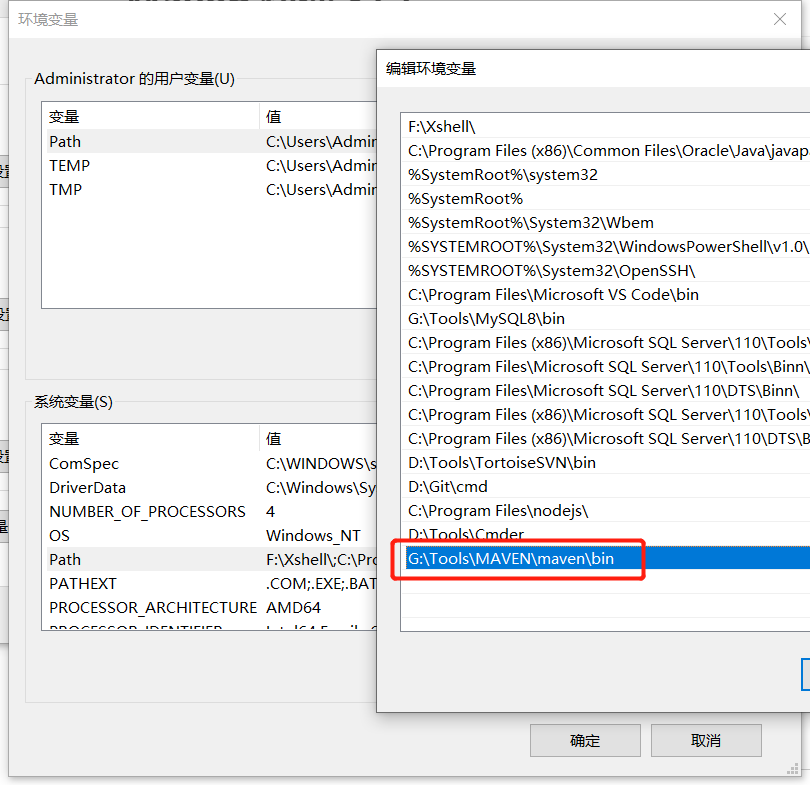 环境变量
Administrator 的用户变量(U)
变量 值
Path C:\Users\Admin
TEMP C:\Users\Admin
TMP C:\Users\Admin
系统变量(S)
变量 值
ComSpec C:\WINDOWS\s
DriverData C:\Windows\Sy
NUMBER_OF_PROCESSORS 4
OS Windows_NT
Path F:\Xshell\;C:\Pro
PATHEXT .COM;.EXE;.BAT
PROCESSOR_ARCHITECTURE AMD64
编辑环境变量
F:\Xshell\
C:\Program Files (x86)\Common Files\Oracle\Java\javapa
%SystemRoot%\system32
%SystemRoot%
%SystemRoot%\System32\Wbem
%SYSTEMROOT%\System32\WindowsPowerShell\v1.0\
%SYSTEMROOT%\System32\OpenSSH\
C:\Program Files\Microsoft VS Code\bin
G:\Tools\MySQL8\bin
C:\Program Files (x86)\Microsoft SQL Server\110\Tools\
C:\Program Files\Microsoft SQL Server\110\Tools\Binn\
C:\Program Files\Microsoft SQL Server\110\DTS\Binn\
C:\Program Files (x86)\Microsoft SQL Server\110\Tools\
C:\Program Files (x86)\Microsoft SQL Server\110\DTS\B
D:\Tools\TortoiseSVN\bin
D:\Git\cmd
C:\Program Files\nodejs\
D:\Tools\Cmder
G:\Tools\MAVEN\maven\bin
确定 取消